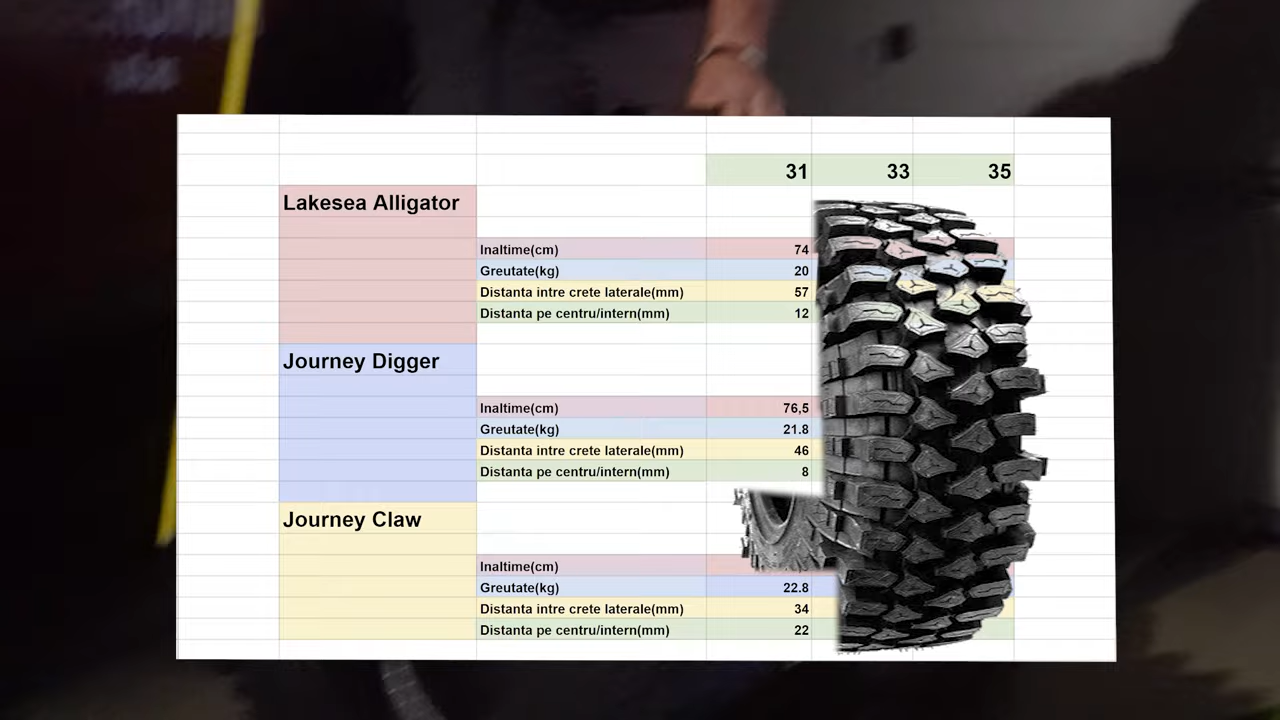 31 33 35
Lakesea Alligator
Inaltime(cm) 74
Greutate(kg) 20
Distanta intre crete laterale(mm) 57
Distanta pe centru/intern(mm) 12
Journey Digger
Inaltime(cm) 76,5
Greutate(kg) 21.8
Distanta intre crete laterale(mm) 46
Distanta pe centru/intern(mm) 8
Journey Claw
Inaltime(cm)
Greutate(kg) 22.8
Distanta intre crete laterale(mm) 34
Distanta pe centru/intern(mm) 22